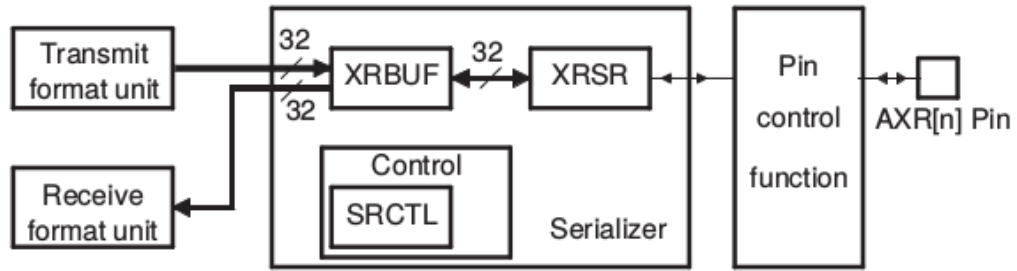 Transmit
format unit
32
32
XRBUF
32
XRSR
Pin
control
function
AXR[n] Pin
Receive
format unit
Control
SRCTL
Serializer